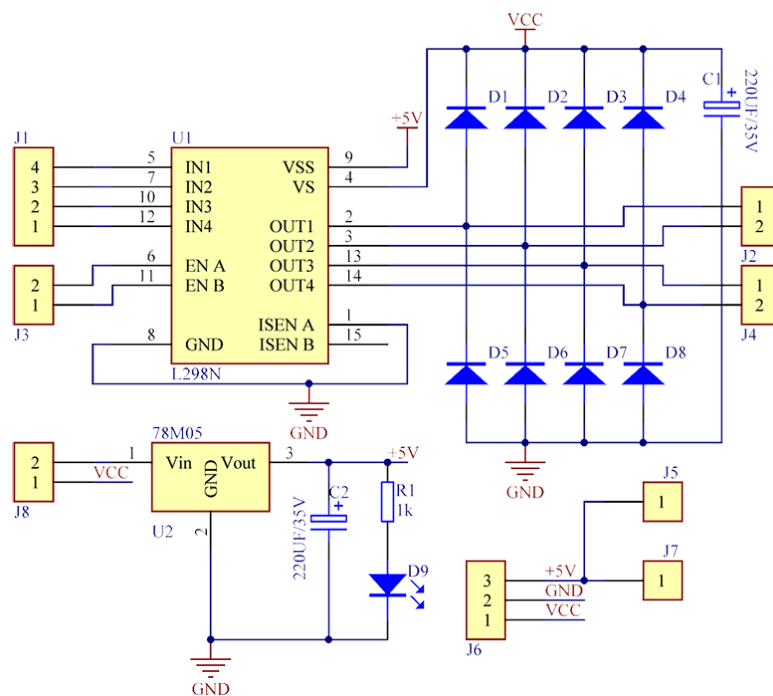 VCC
C1
220UF/35V
D1
D2
D3
D4
+5V
J1
U1
4
5
IN1
VSS
9
3
7
IN2
VS
4
2
10
IN3
1
12
IN4
OUT1
2
1
OUT2
3
2
J2
2
6
EN A
OUT3
13
1
1
11
EN B
OUT4
14
2
J3
J4
ISEN A
1
8
GND
ISEN B
15
L298N
D5
D6
D7
D8
GND
78M05
2
1
Vin
Vout
3
+5V
1
VCC
GND
GND
J8
U2
2
220UF/35V
C2
R1
1k
D9
J5
1
J7
3
+5V
1
2
GND
1
VCC
J6
GND